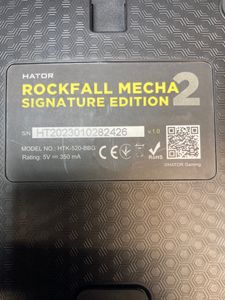 HATOR
ROCKFALL MECHA 2
SIGNATURE EDITION
S/N HT2023010282426 v.1.0
MODEL NO.: HTK-520-BBG
Rating: 5V 350 mA
CE RoHS
©HATOR Gaming